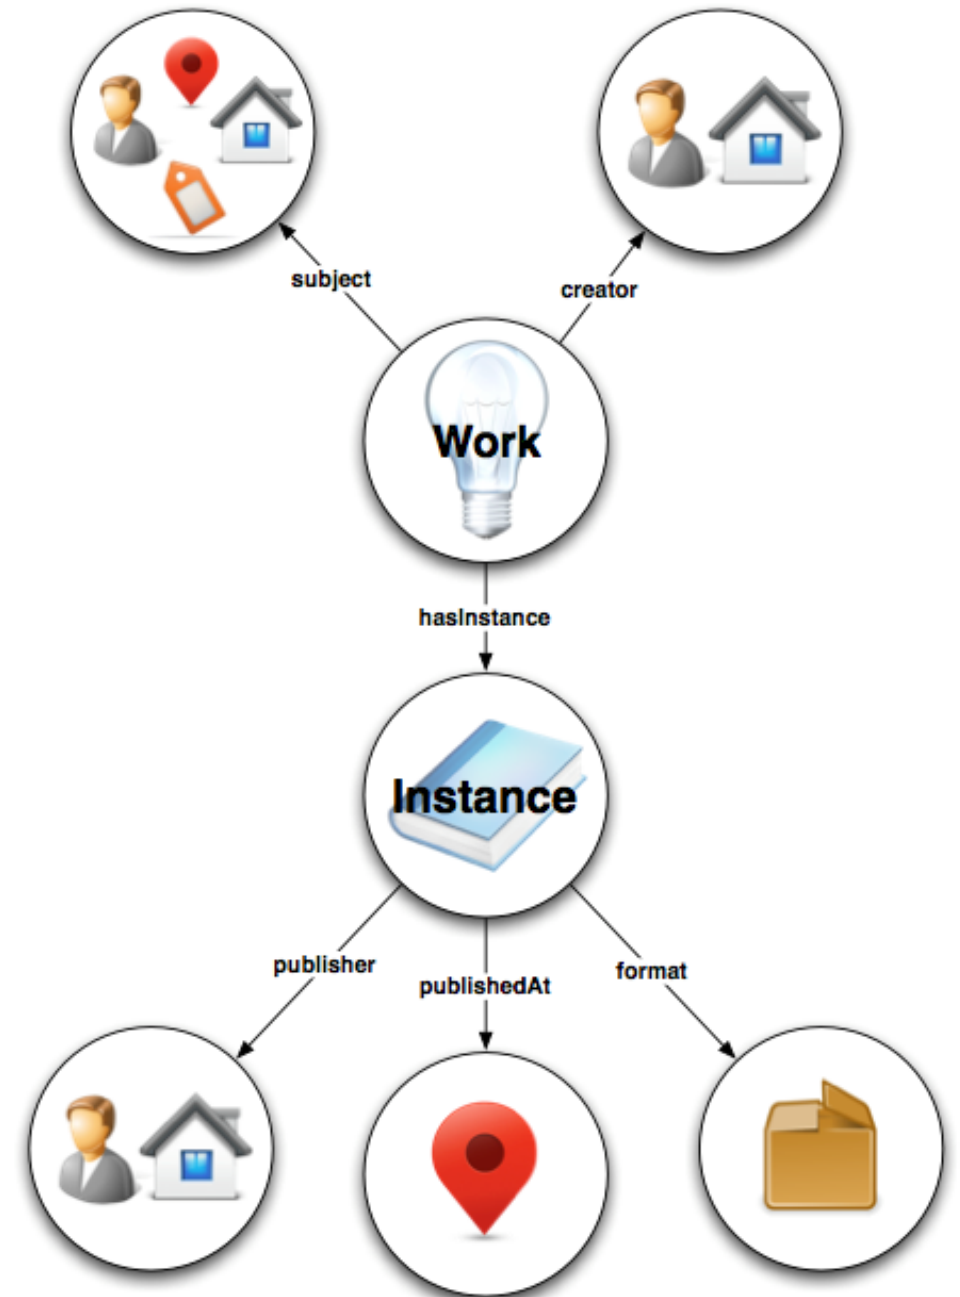 subject
creator
Work
hasInstance
Instance
publisher
publishedAt
format